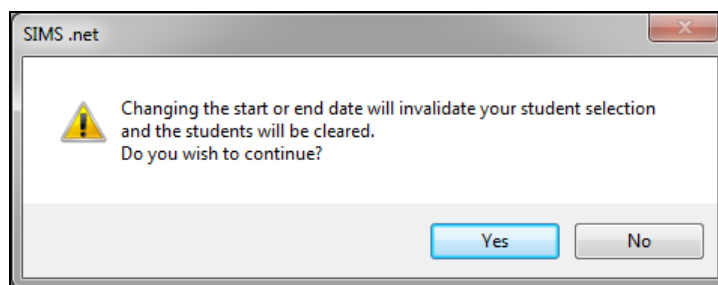 SIMS .net
Changing the start or end date will invalidate your student selection
and the students will be cleared.
Do you wish to continue?
Yes No